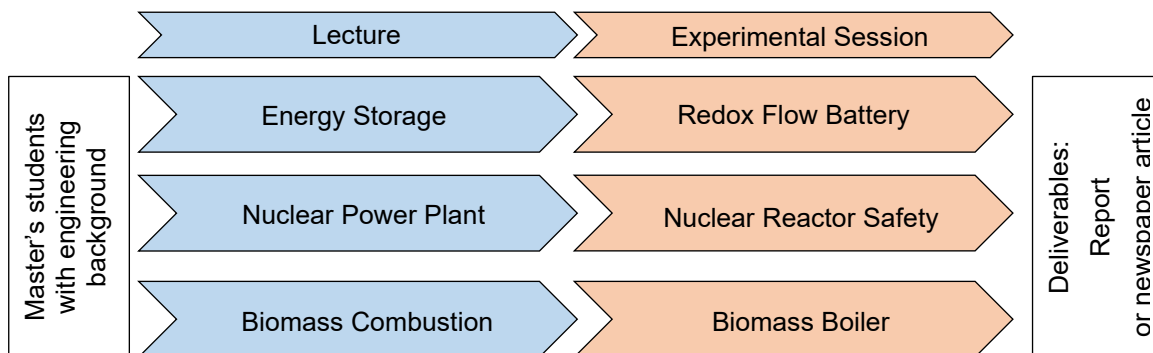 Lecture
Experimental Session
Master's students
with engineering
background
Energy Storage
Redox Flow Battery
Nuclear Power Plant
Nuclear Reactor Safety
Biomass Combustion
Biomass Boiler
Deliverables:
Report
or newspaper article